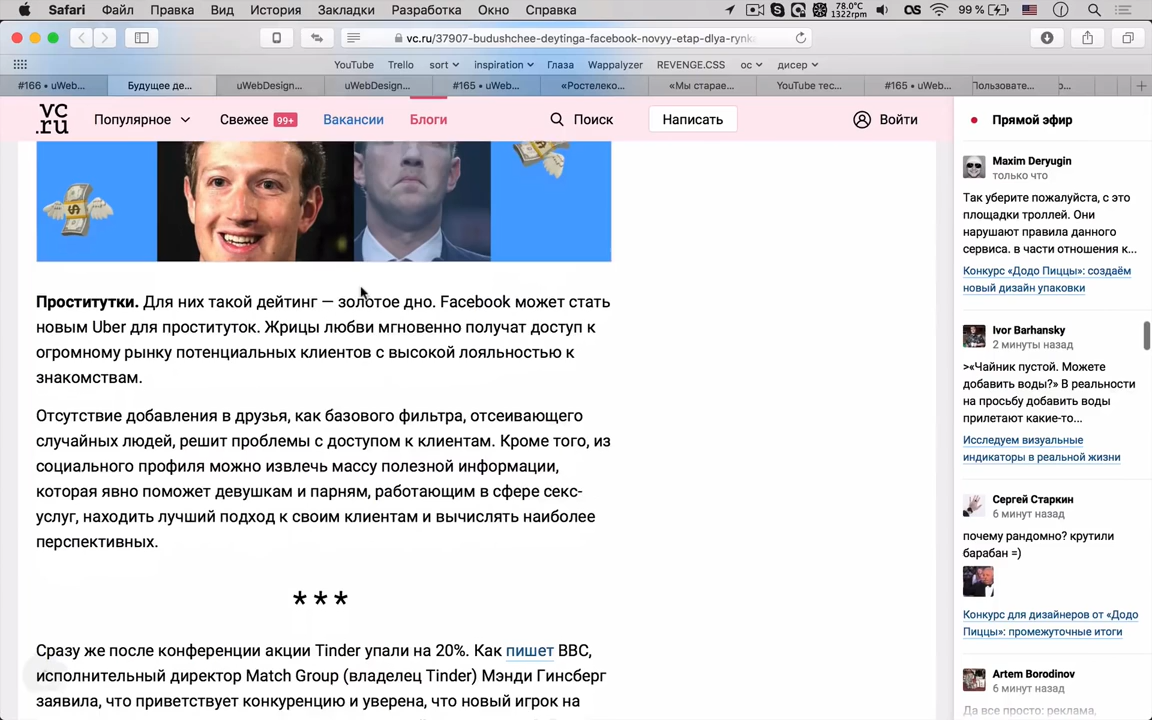 Safari Файл Правка Вид История Закладки Разработка Окно Справка 78.0°C 1322rpm 99 %
vc.ru/37907-budushchee-deytinga-facebook-novyy-etap-dlya-rynka
YouTube Trello sort inspiration Глаза Wappalyzer REVENGE.CSS ос дисер
#166 • uWeb... Будущее де... uWebDesign... uWebDesign... #165 • uWeb... «Ростелеко... «Мы старае... YouTube тес... #165 • uWeb... Пользовате...
vc.ru Популярное Свежее 99+ Вакансии Блоги Поиск Написать Войти
Проститутки. Для них такой дейтинг — золотое дно. Facebook может стать
новым Uber для проституток. Жрицы любви мгновенно получат доступ к
огромному рынку потенциальных клиентов с высокой лояльностью к
знакомствам.
Отсутствие добавления в друзья, как базового фильтра, отсеивающего
случайных людей, решит проблемы с доступом к клиентам. Кроме того, из
социального профиля можно извлечь массу полезной информации,
которая явно поможет девушкам и парням, работающим в сфере секс-
услуг, находить лучший подход к своим клиентам и вычислять наиболее
перспективных.
***
Сразу же после конференции акции Tinder упали на 20%. Как пишет BBC,
исполнительный директор Match Group (владелец Tinder) Мэнди Гинсберг
заявила, что приветствует конкуренцию и уверена, что новый игрок на
Прямой эфир
Maxim Deryugin
только что
Так уберите пожалуйста, с это
площадки троллей. Они
нарушают правила данного
сервиса. в части отношения к...
Конкурс «Додо Пиццы»: создаём
новый дизайн упаковки
Ivor Barhansky
2 минуты назад
>«Чайник пустой. Можете
добавить воды?» В реальности
на просьбу добавить воды
прилетают какие-то...
Исследуем визуальные
индикаторы в реальной жизни
Сергей Старкин
6 минут назад
почему рандомно? крутили
барабан =)
Конкурс для дизайнеров от «Додо
Пиццы»: промежуточные итоги
Artem Borodinov
6 минут назад
Да все просто: реклама,